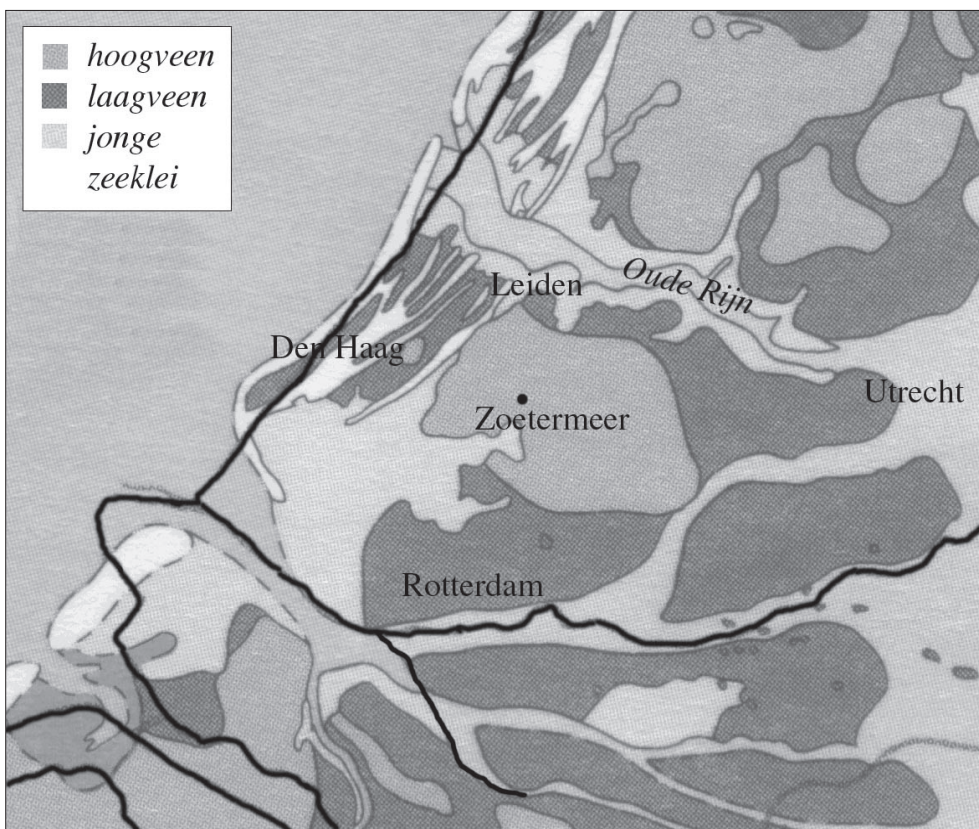 hoogveen
laagveen
jonge
zeeklei
Leiden
Oude Rijn
Den Haag
Utrecht
Zoetermeer
Rotterdam